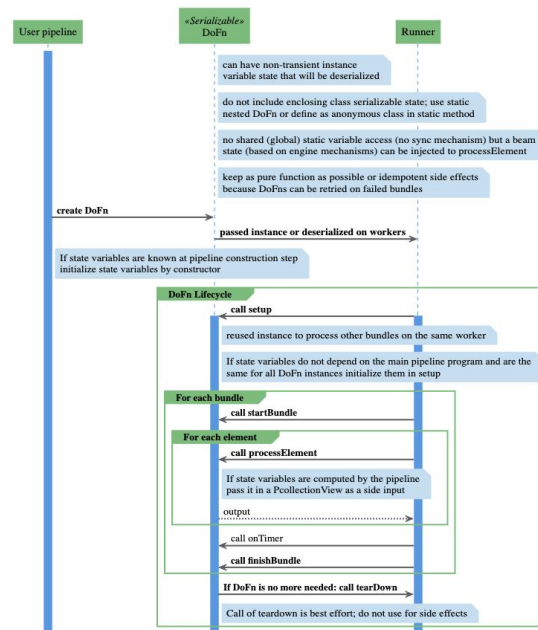 User pipeline
«Serializable»
DoFn
Runner
can have non-transient instance
variable state that will be deserialized
do not include enclosing class serializable state; use static
nested DoFn or define as anonymous class in static method
no shared (global) static variable access (no sync mechanism) but a beam
state (based on engine mechanisms) can be injected to processElement
keep as pure function as possible or idempotent side effects
because DoFns can be retried on failed bundles
create DoFn
passed instance or deserialized on workers
If state variables are known at pipeline construction step
initialize state variables by constructor
DoFn Lifecycle
call setup
reused instance to process other bundles on the same worker
If state variables do not depend on the main pipeline program and are the
same for all DoFn instances initialize them in setup
For each bundle
call startBundle
For each element
call processElement
If state variables are computed by the pipeline
pass it in a PcollectionView as a side input
output
call onTimer
call finishBundle
If DoFn is no more needed: call tearDown
Call of teardown is best effort; do not use for side effects